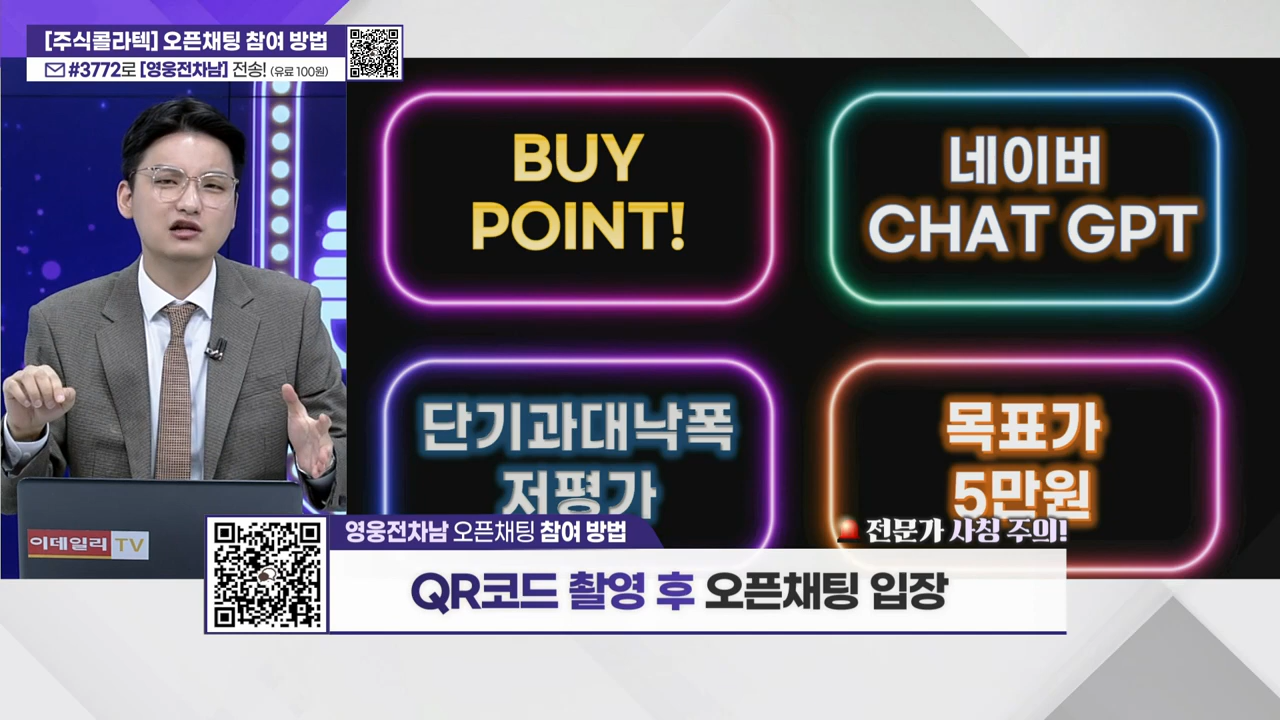 [주식콜라텍] 오픈채팅 참여 방법
#3772로 [영웅전차남] 전송! (유료 100원)
BUY
POINT!
네이버
CHAT GPT
단기과대낙폭
저평가
목표가
5만원
이데일리 TV
영웅전차남 오픈채팅 참여 방법
전문가 사칭 주의!
QR코드 촬영 후 오픈채팅 입장